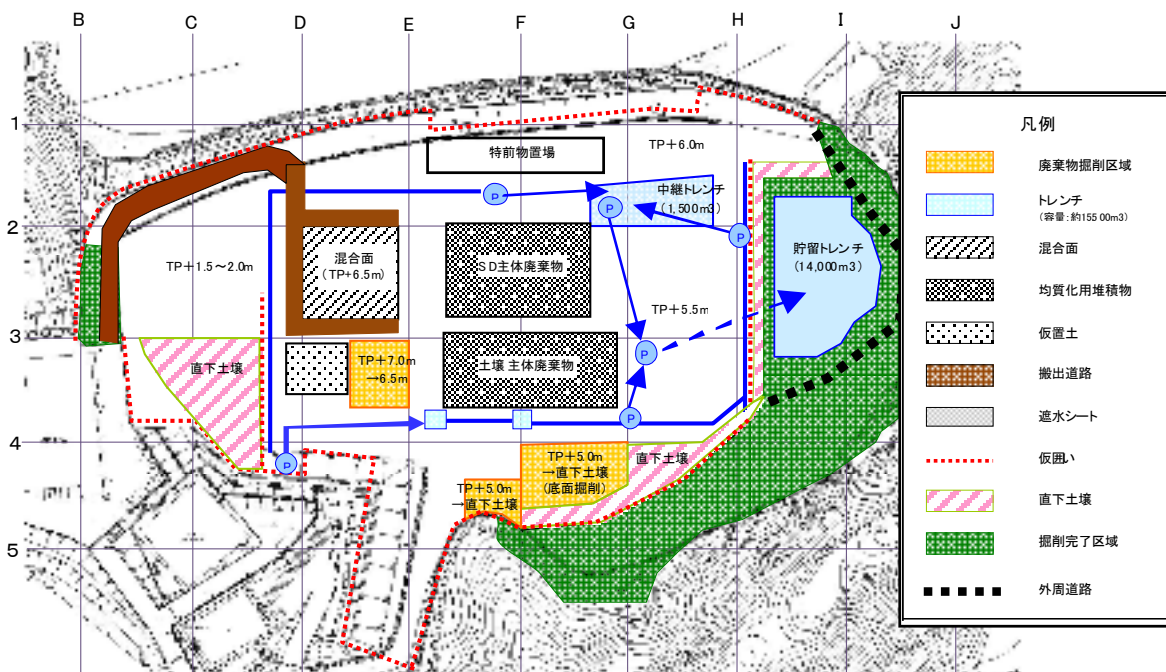 B C D E F G H I J
1
2
3
4
5
特前物置場
TP+6.0m
中継トレンチ
(1,500m3)
P
P
P
貯留トレンチ
(14,000m3)
混合面
(TP+6.5m)
SD主体廃棄物
TP+1.5～2.0m
TP+5.5m
P
土壌主体廃棄物
直下土壌
TP+7.0m
→6.5m
P
P
TP+5.0m
→直下土壌
(底面掘削)
直下土壌
TP+5.0m
→直下土壌
凡例
廃棄物掘削区域
トレンチ
(容量:約15500m3)
混合面
均質化用堆積物
仮置土
搬出道路
遮水シート
仮囲い
直下土壌
掘削完了区域
外周道路